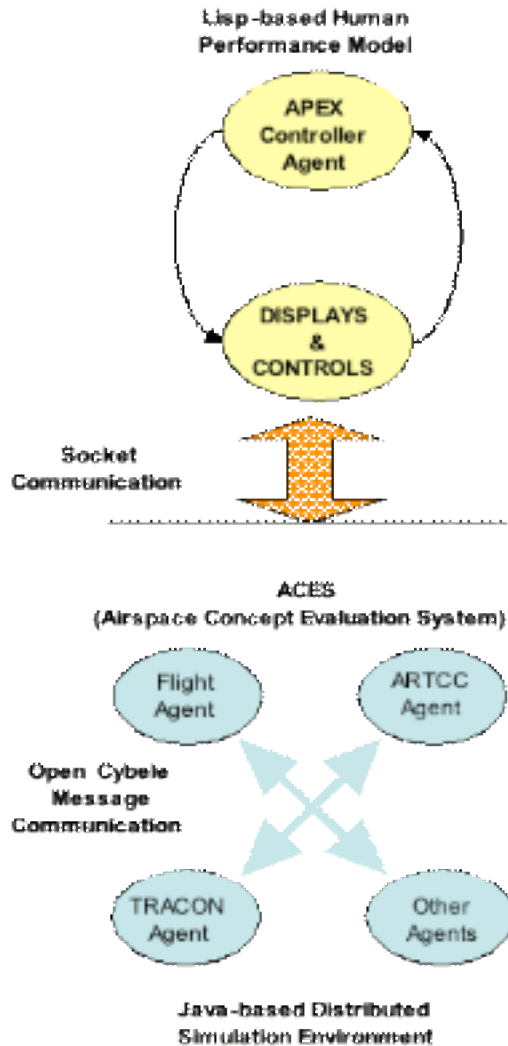 Lisp-based Human
Performance Model
APEX
Controller
Agent
DISPLAYS
&
CONTROLS
Socket
Communication
ACES
(Airspace Concept Evaluation System)
Flight
Agent
ARTCC
Agent
Open Cybele
Message
Communication
TRACON
Agent
Other
Agents
Java-based Distributed
Simulation Environment